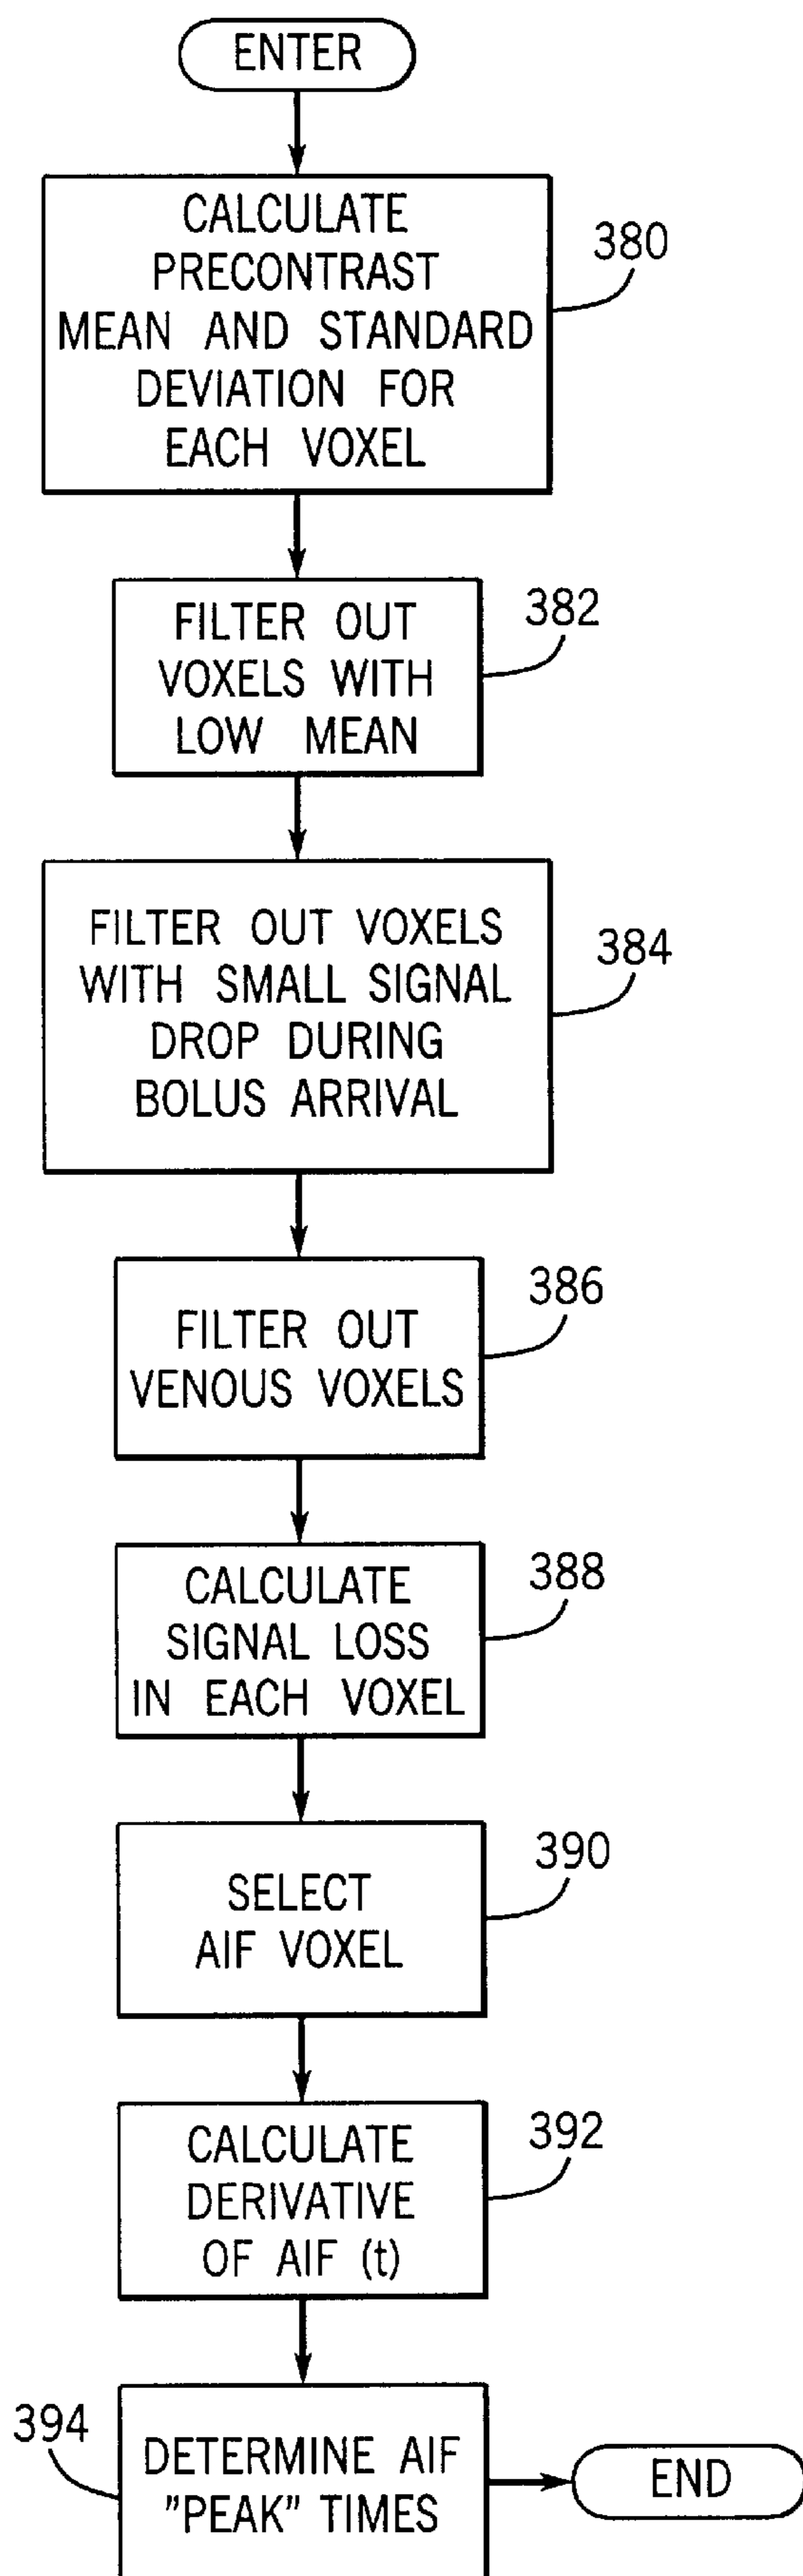 ENTER
CALCULATE
PRECONTRAST
MEAN AND STANDARD
DEVIATION FOR
EACH VOXEL
380
FILTER OUT
VOXELS WITH
LOW MEAN
382
FILTER OUT VOXELS
WITH SMALL SIGNAL
DROP DURING
BOLUS ARRIVAL
384
FILTER OUT
VENOUS VOXELS
386
CALCULATE
SIGNAL LOSS
IN EACH VOXEL
388
SELECT
AIF VOXEL
390
CALCULATE
DERIVATIVE
OF AIF (t)
392
394
DETERMINE AIF
"PEAK" TIMES
END